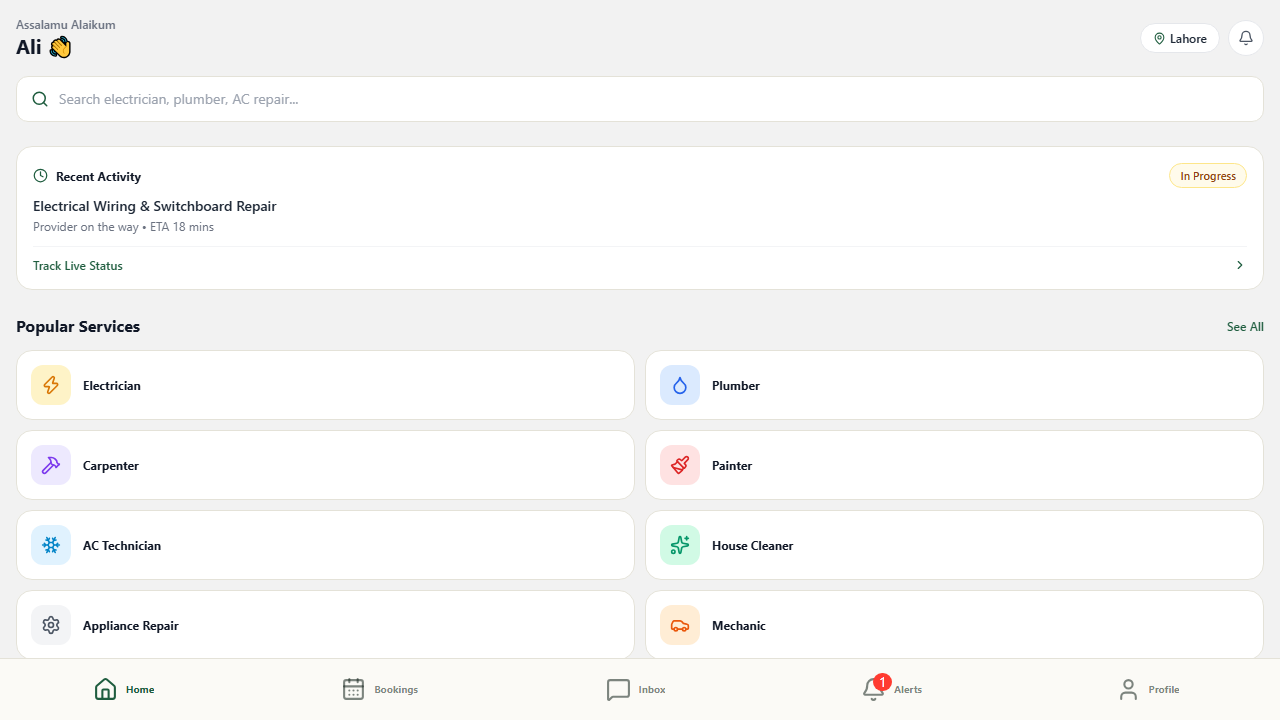 Assalamu Alaikum
Ali 👋
Lahore
Search electrician, plumber, AC repair...
Recent Activity
In Progress
Electrical Wiring & Switchboard Repair
Provider on the way • ETA 18 mins
Track Live Status
Popular Services
See All
Electrician
Plumber
Carpenter
Painter
AC Technician
House Cleaner
Appliance Repair
Mechanic
Home
Bookings
Inbox
1
Alerts
Profile